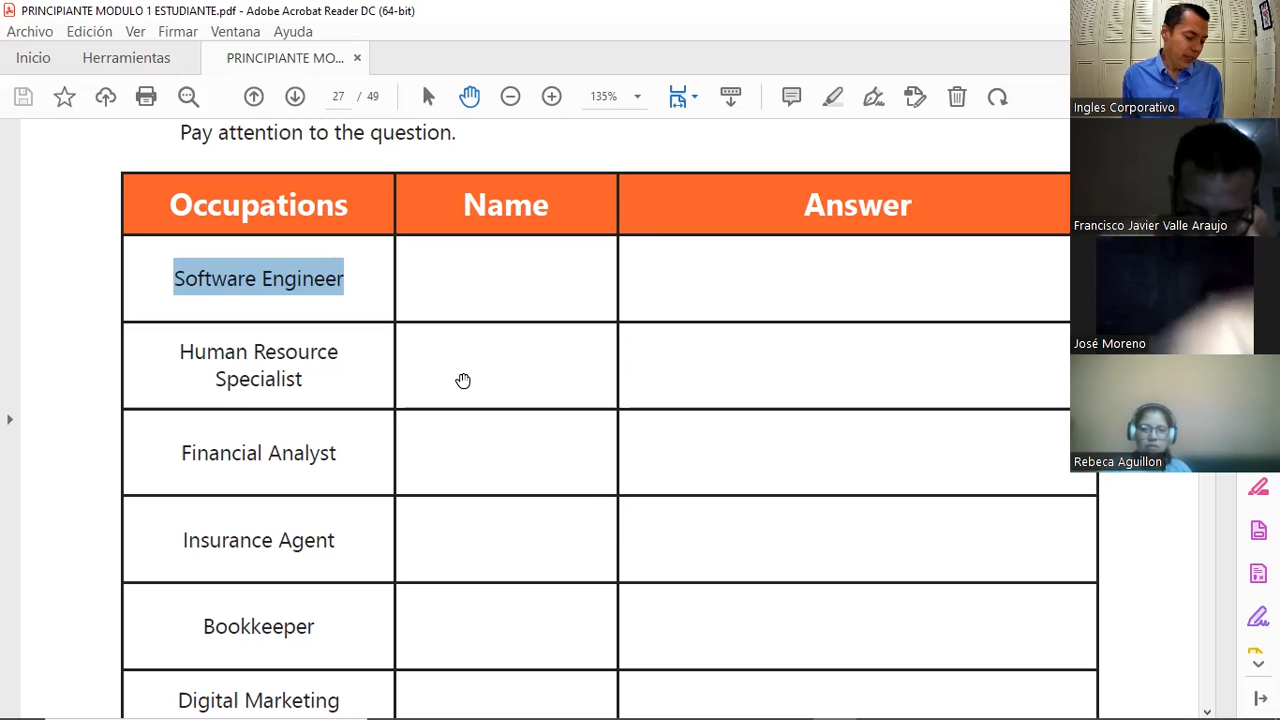 PRINCIPIANTE MODULO 1 ESTUDIANTE.pdf - Adobe Acrobat Reader DC (64-bit)
Archivo Edición Ver Firmar Ventana Ayuda
Inicio Herramientas PRINCIPIANTE MO... ×
27 / 49 135%
Pay attention to the question.
Occupations Name Answer
Software Engineer
Human Resource
Specialist
Financial Analyst
Insurance Agent
Bookkeeper
Digital Marketing
Ingles Corporativo
Francisco Javier Valle Araujo
José Moreno
Rebeca Aguillon